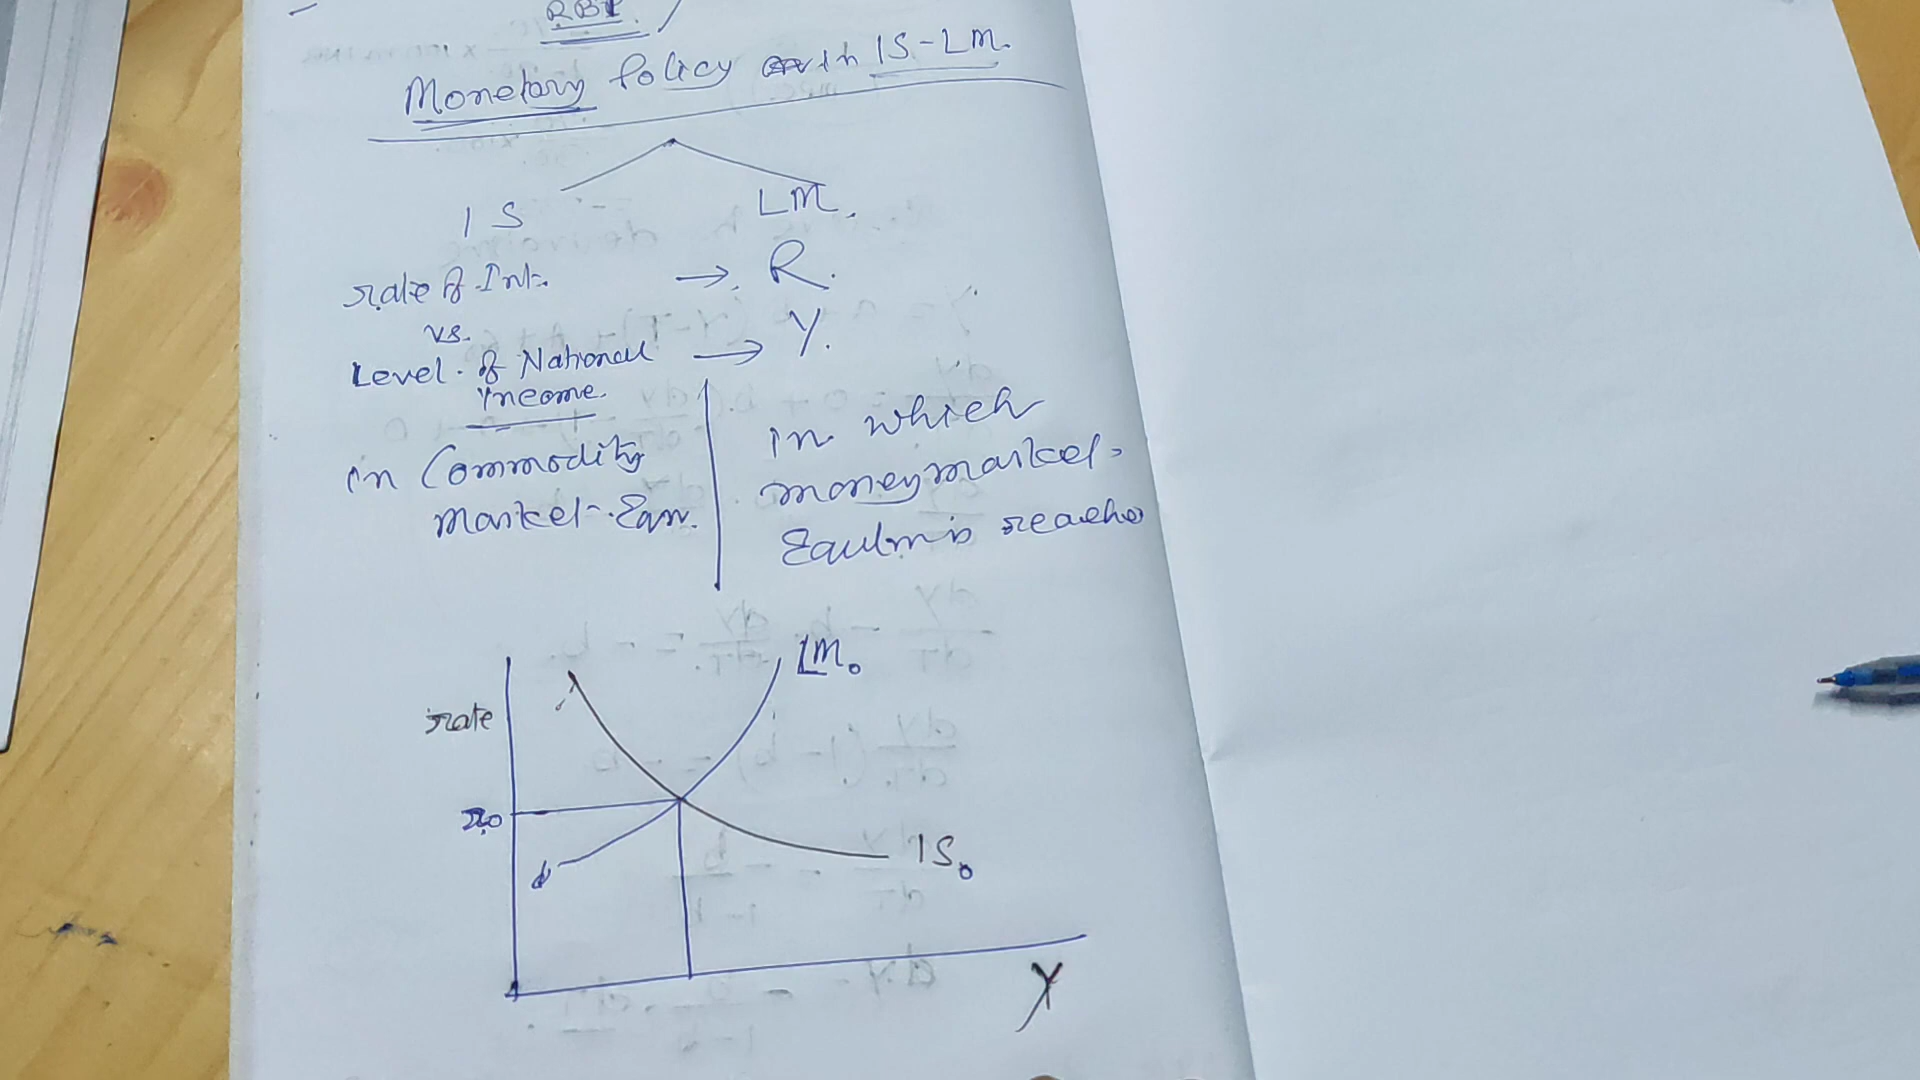 RBI.
Monetary Policy with IS-LM.
IS
LM.
rate of Int. → R.
vs.
Level of National → Y.
income.
in Commodity
market Eqm.
in which
money market
Equlm is reached
LM₀
rate
r₀
IS₀
Y